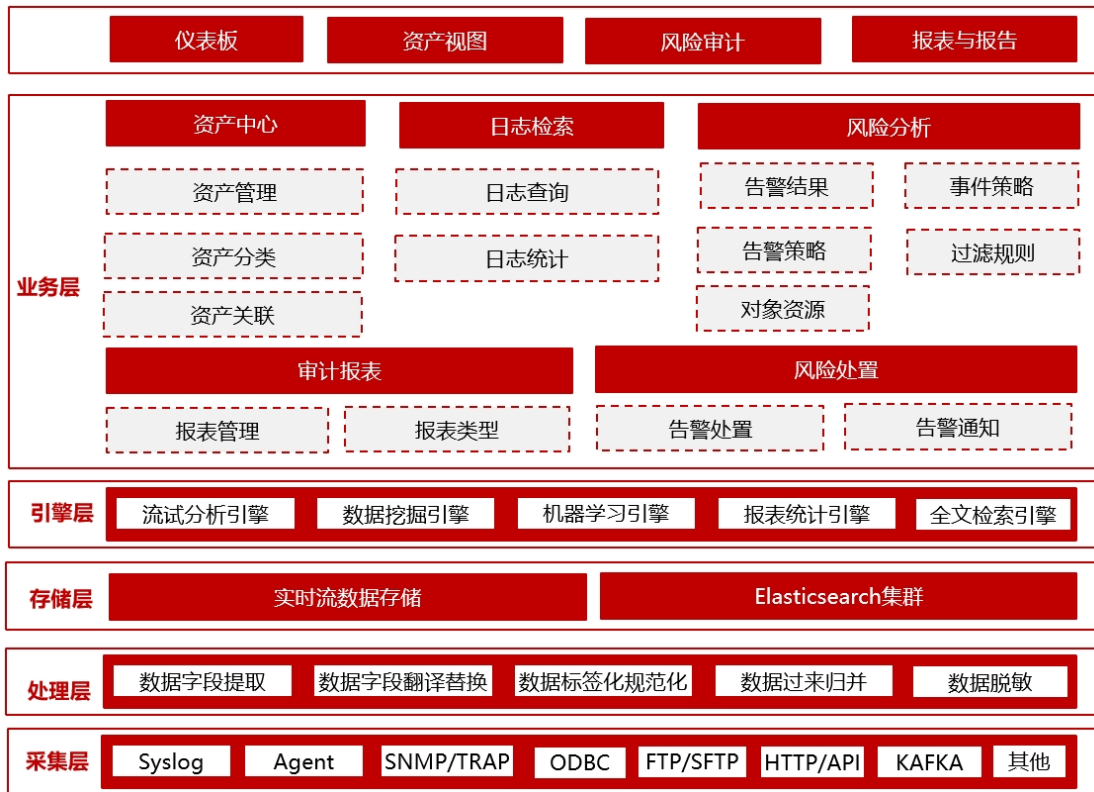 仪表板 资产视图 风险审计 报表与报告
资产中心 日志检索 风险分析
资产管理 日志查询 告警结果 事件策略
资产分类 日志统计 告警策略 过滤规则
业务层
资产关联 对象资源
审计报表 风险处置
报表管理 报表类型 告警处置 告警通知
引擎层 流试分析引擎 数据挖掘引擎 机器学习引擎 报表统计引擎 全文检索引擎
存储层 实时流数据存储 Elasticsearch集群
处理层 数据字段提取 数据字段翻译替换 数据标签化规范化 数据过来归并 数据脱敏
采集层 Syslog Agent SNMP/TRAP ODBC FTP/SFTP HTTP/API KAFKA 其他